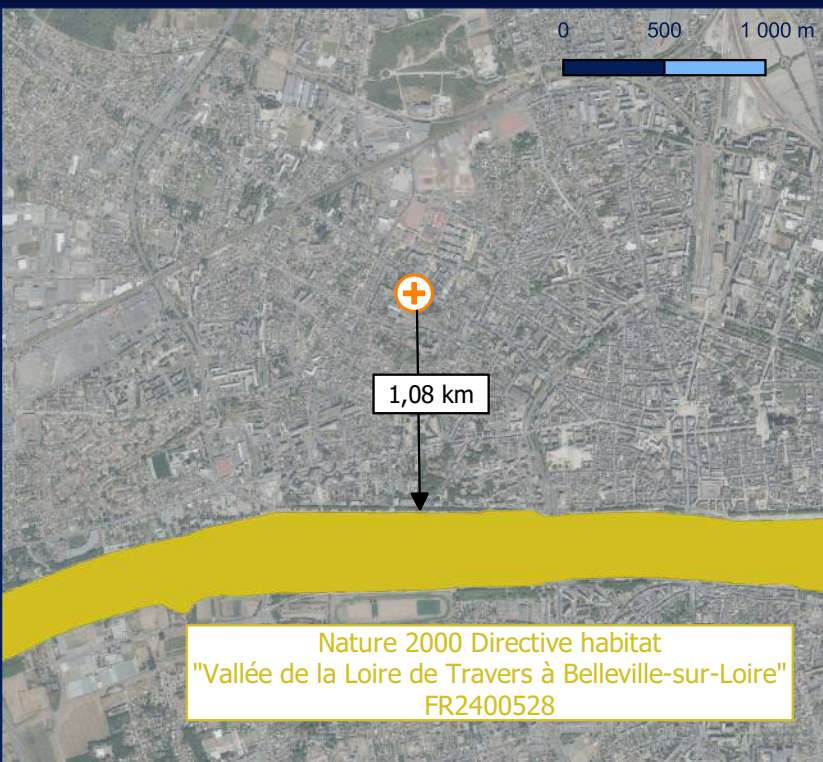 0 500 1 000 m
1,08 km
Nature 2000 Directive habitat
"Vallée de la Loire de Travers à Belleville-sur-Loire"
FR2400528